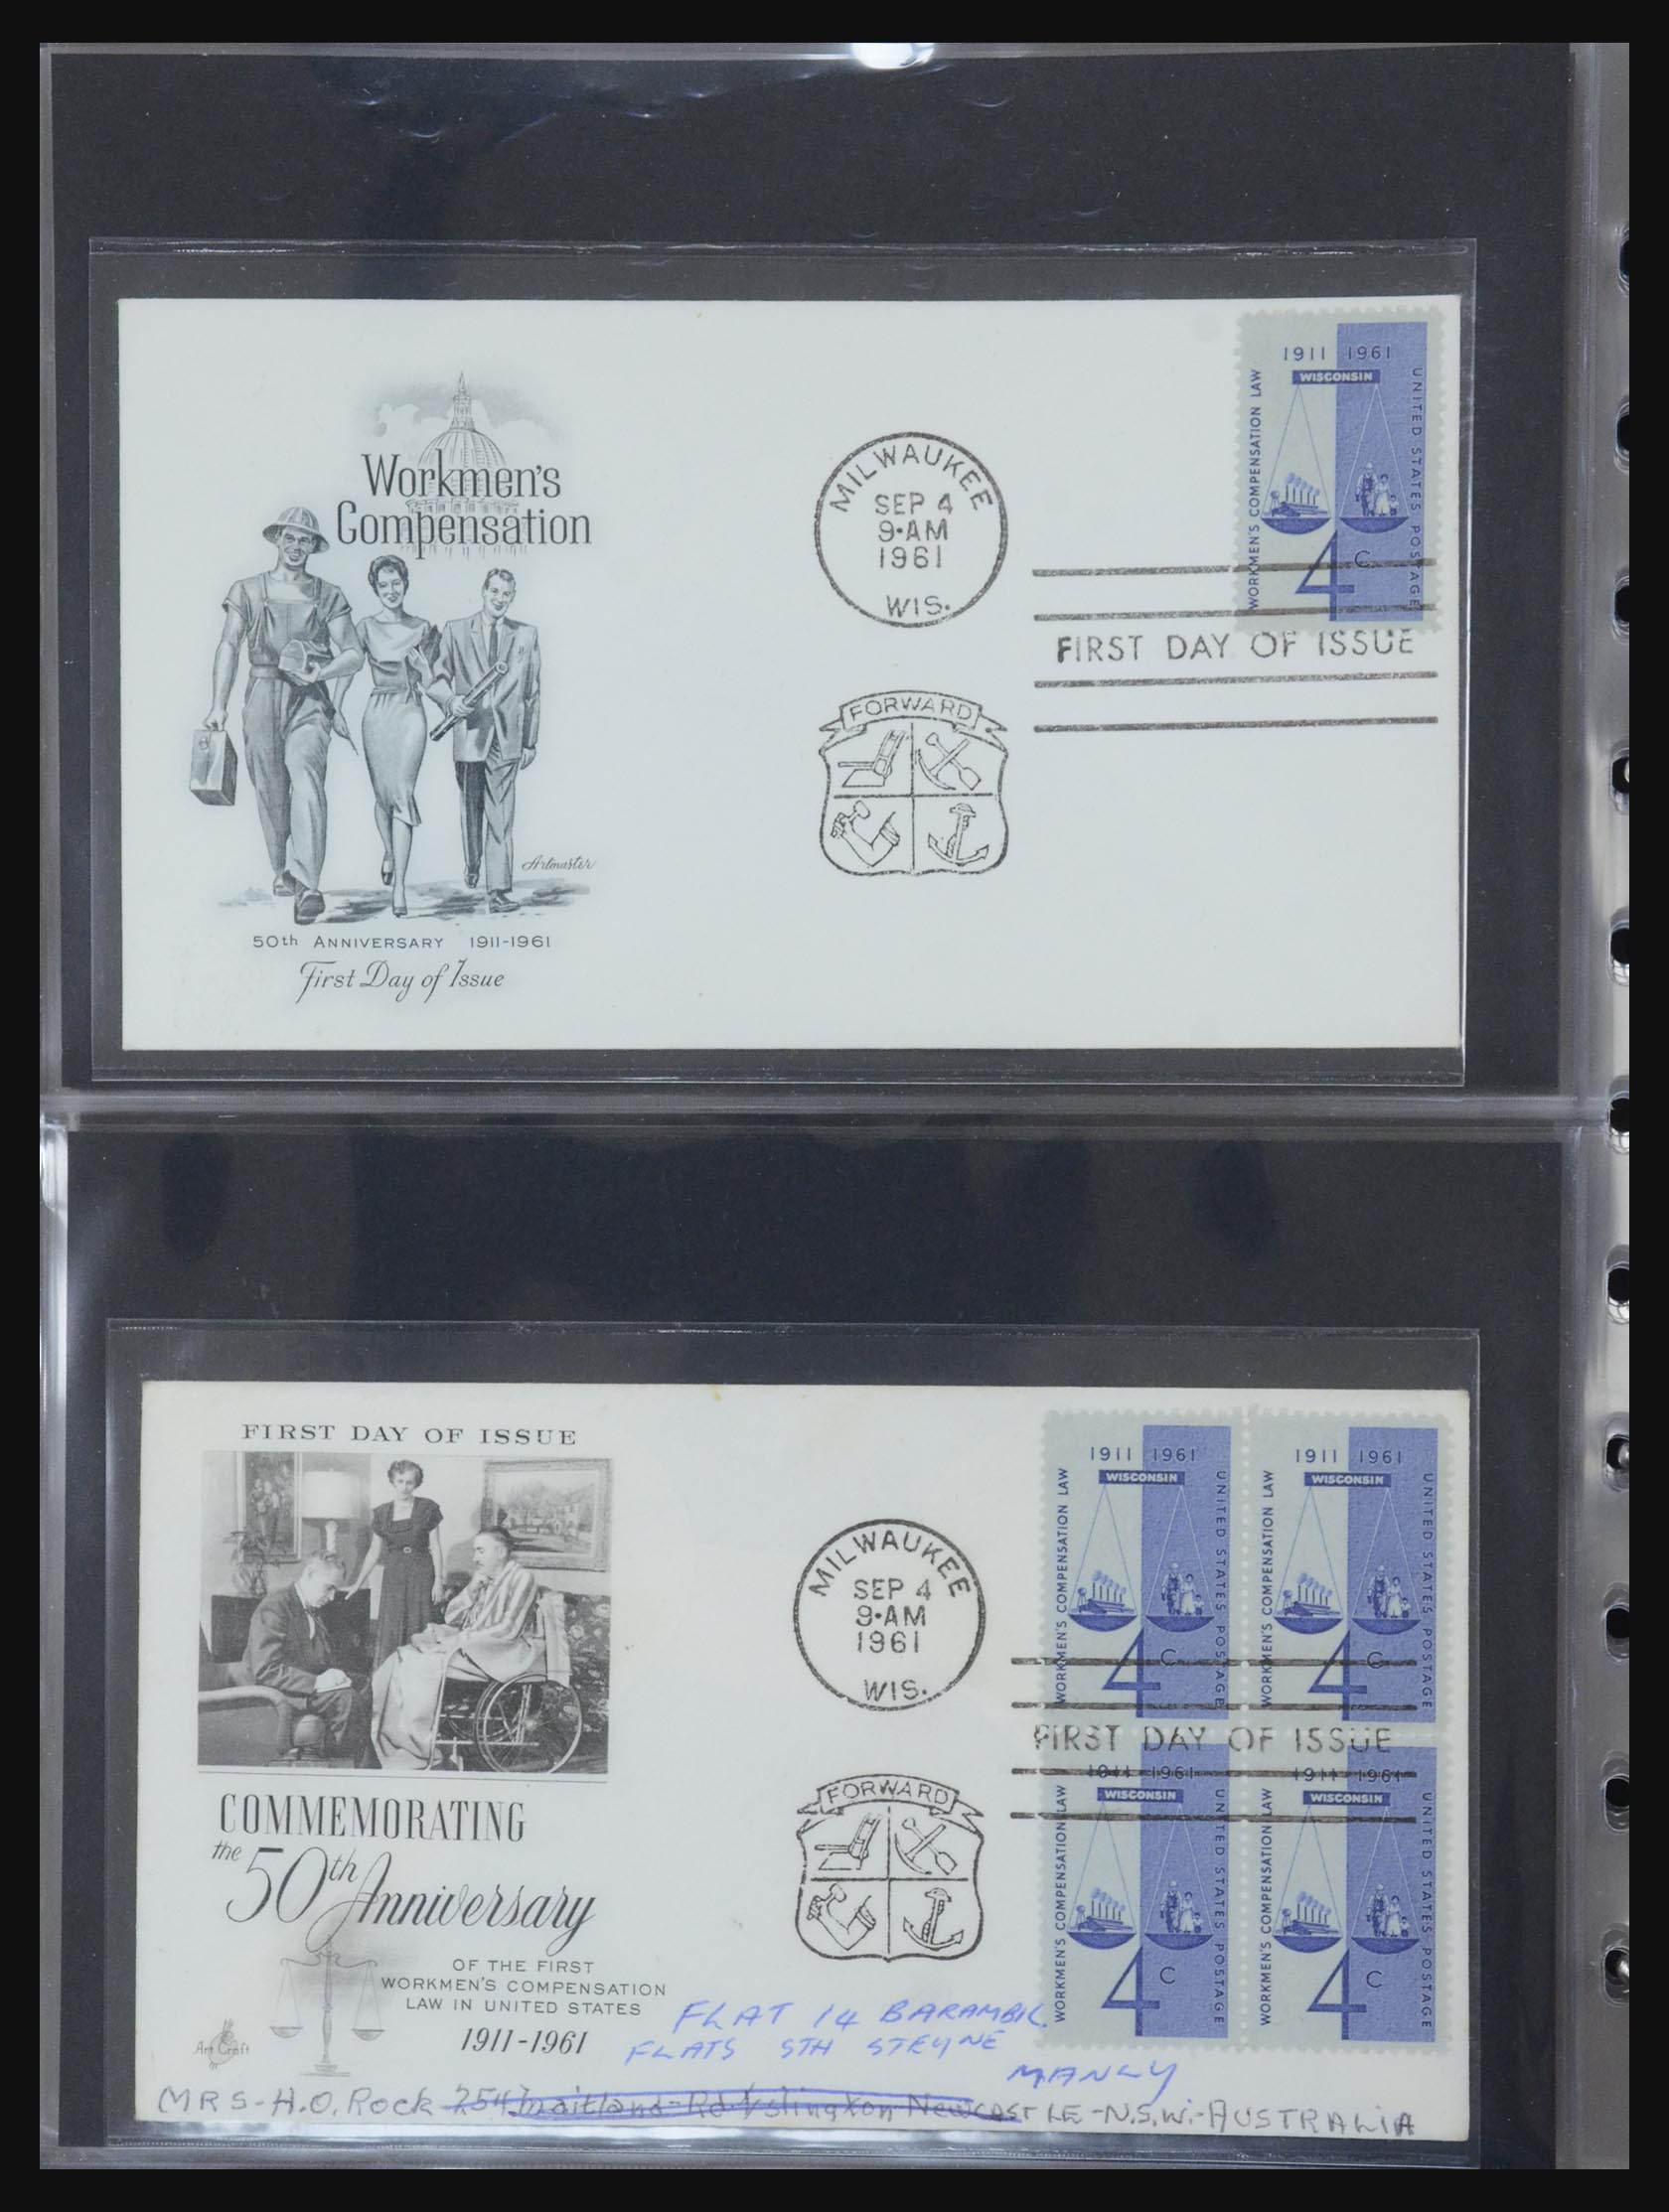 Workmen's
Compensation
Artmaster
50th ANNIVERSARY 1911-1961
First Day of Issue
MILWAUKEE
SEP 4
9·AM
1961
WIS.
FORWARD
1911 1961
WISCONSIN
WORKMEN'S COMPENSATION LAW
UNITED STATES POSTAGE
4 C
FIRST DAY OF ISSUE
FIRST DAY OF ISSUE
COMMEMORATING
the 50th Anniversary
OF THE FIRST
WORKMEN'S COMPENSATION
LAW IN UNITED STATES
1911-1961
Art Craft
MILWAUKEE
SEP 4
9·AM
1961
WIS.
FORWARD
1911 1961
WISCONSIN
WORKMEN'S COMPENSATION LAW
UNITED STATES POSTAGE
4 C
1911 1961
WISCONSIN
WORKMEN'S COMPENSATION LAW
UNITED STATES POSTAGE
4 C
FIRST DAY OF ISSUE
1911 1961
WISCONSIN
WORKMEN'S COMPENSATION LAW
UNITED STATES POSTAGE
4 C
1911 1961
WISCONSIN
WORKMEN'S COMPENSATION LAW
UNITED STATES POSTAGE
4 C
FLAT 14 BARAMBIL
FLATS STH STEYNE
MANLY
MRS-H.O. Rock 254 Maitland-Rd-Islington NewCASTLE-N.S.W.-AUSTRALIA